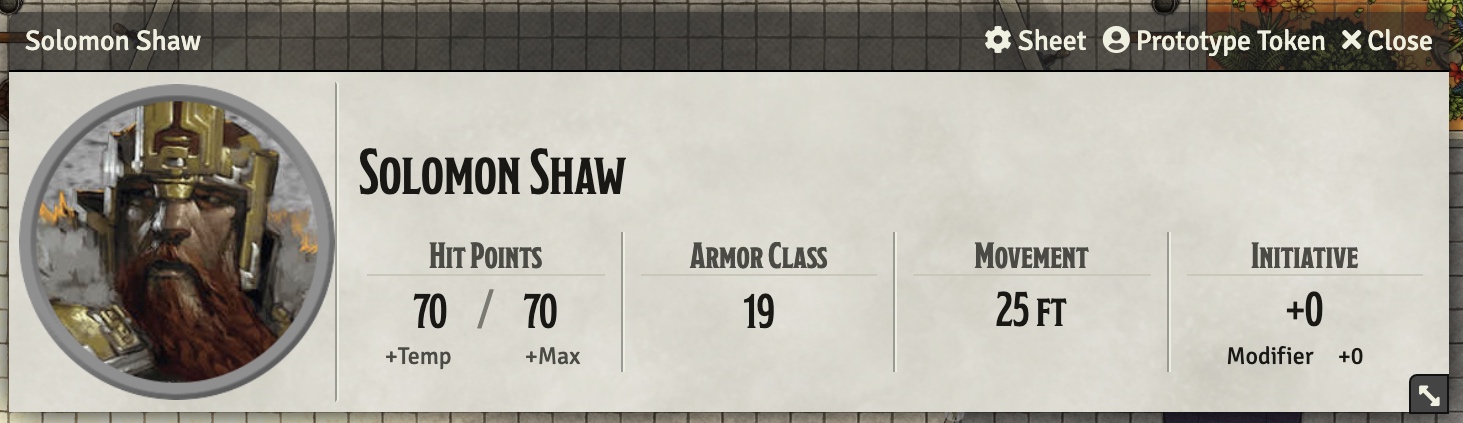 Solomon Shaw Sheet Prototype Token Close
Solomon Shaw
Hit Points Armor Class Movement Initiative
70 / 70 19 25 ft +0
+Temp +Max Modifier +0